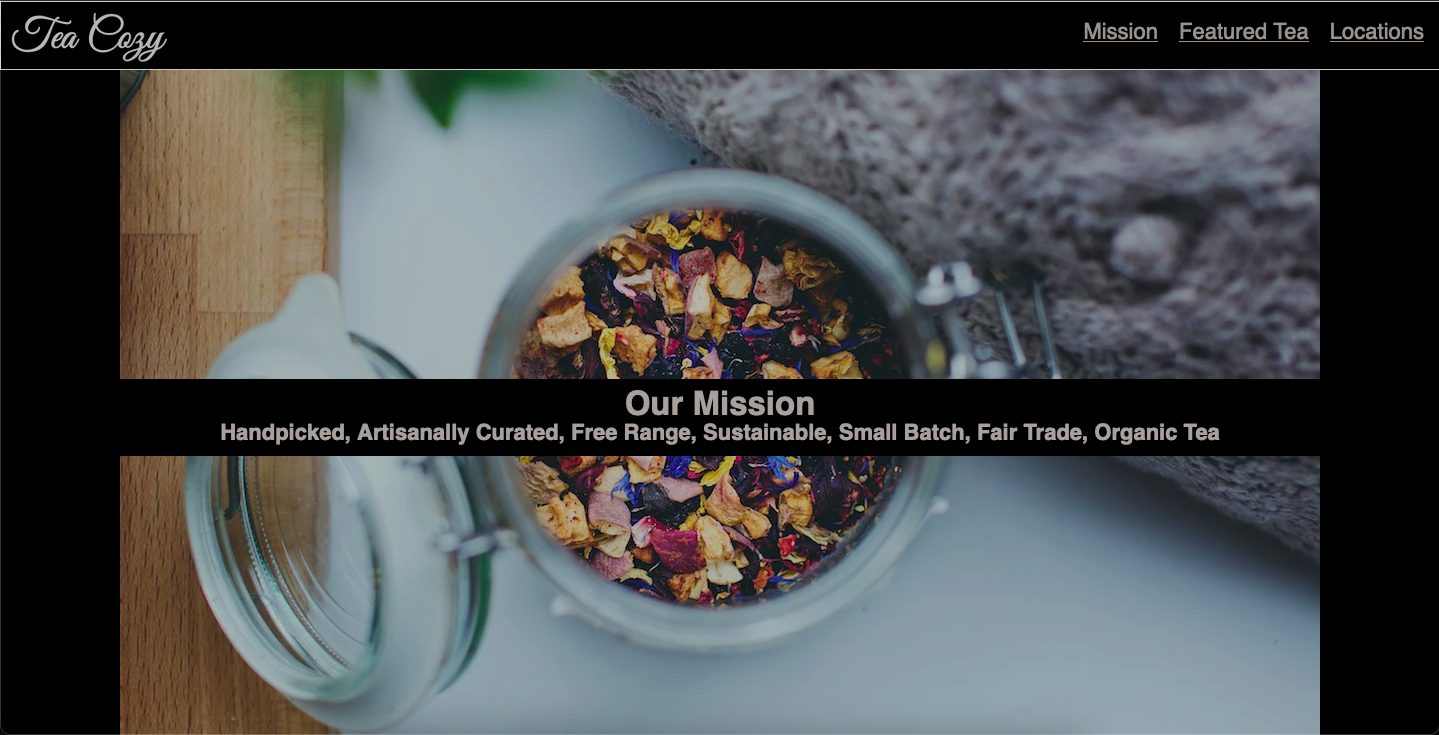 Tea Cozy
Mission Featured Tea Locations
Our Mission
Handpicked, Artisanally Curated, Free Range, Sustainable, Small Batch, Fair Trade, Organic Tea